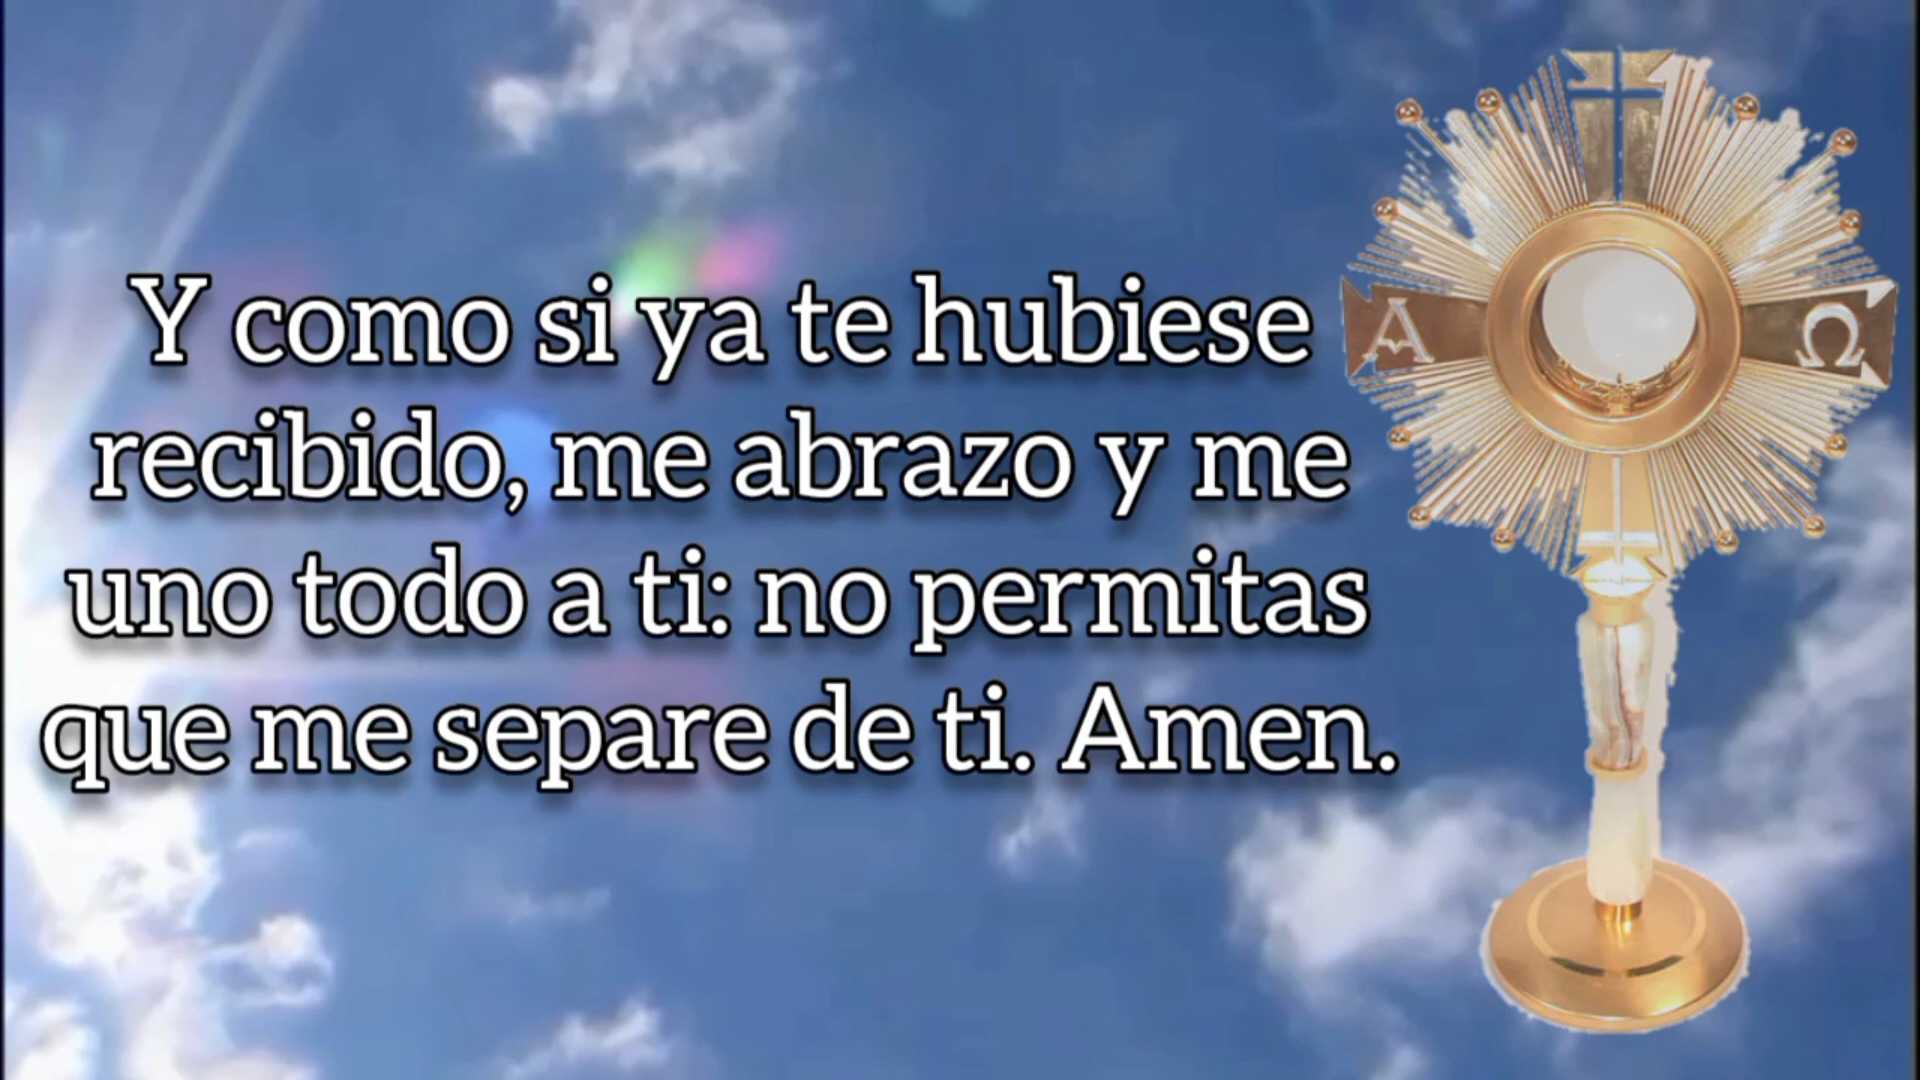 Y como si ya te hubiese
recibido, me abrazo y me
uno todo a ti: no permitas
que me separe de ti. Amen.
Α Ω